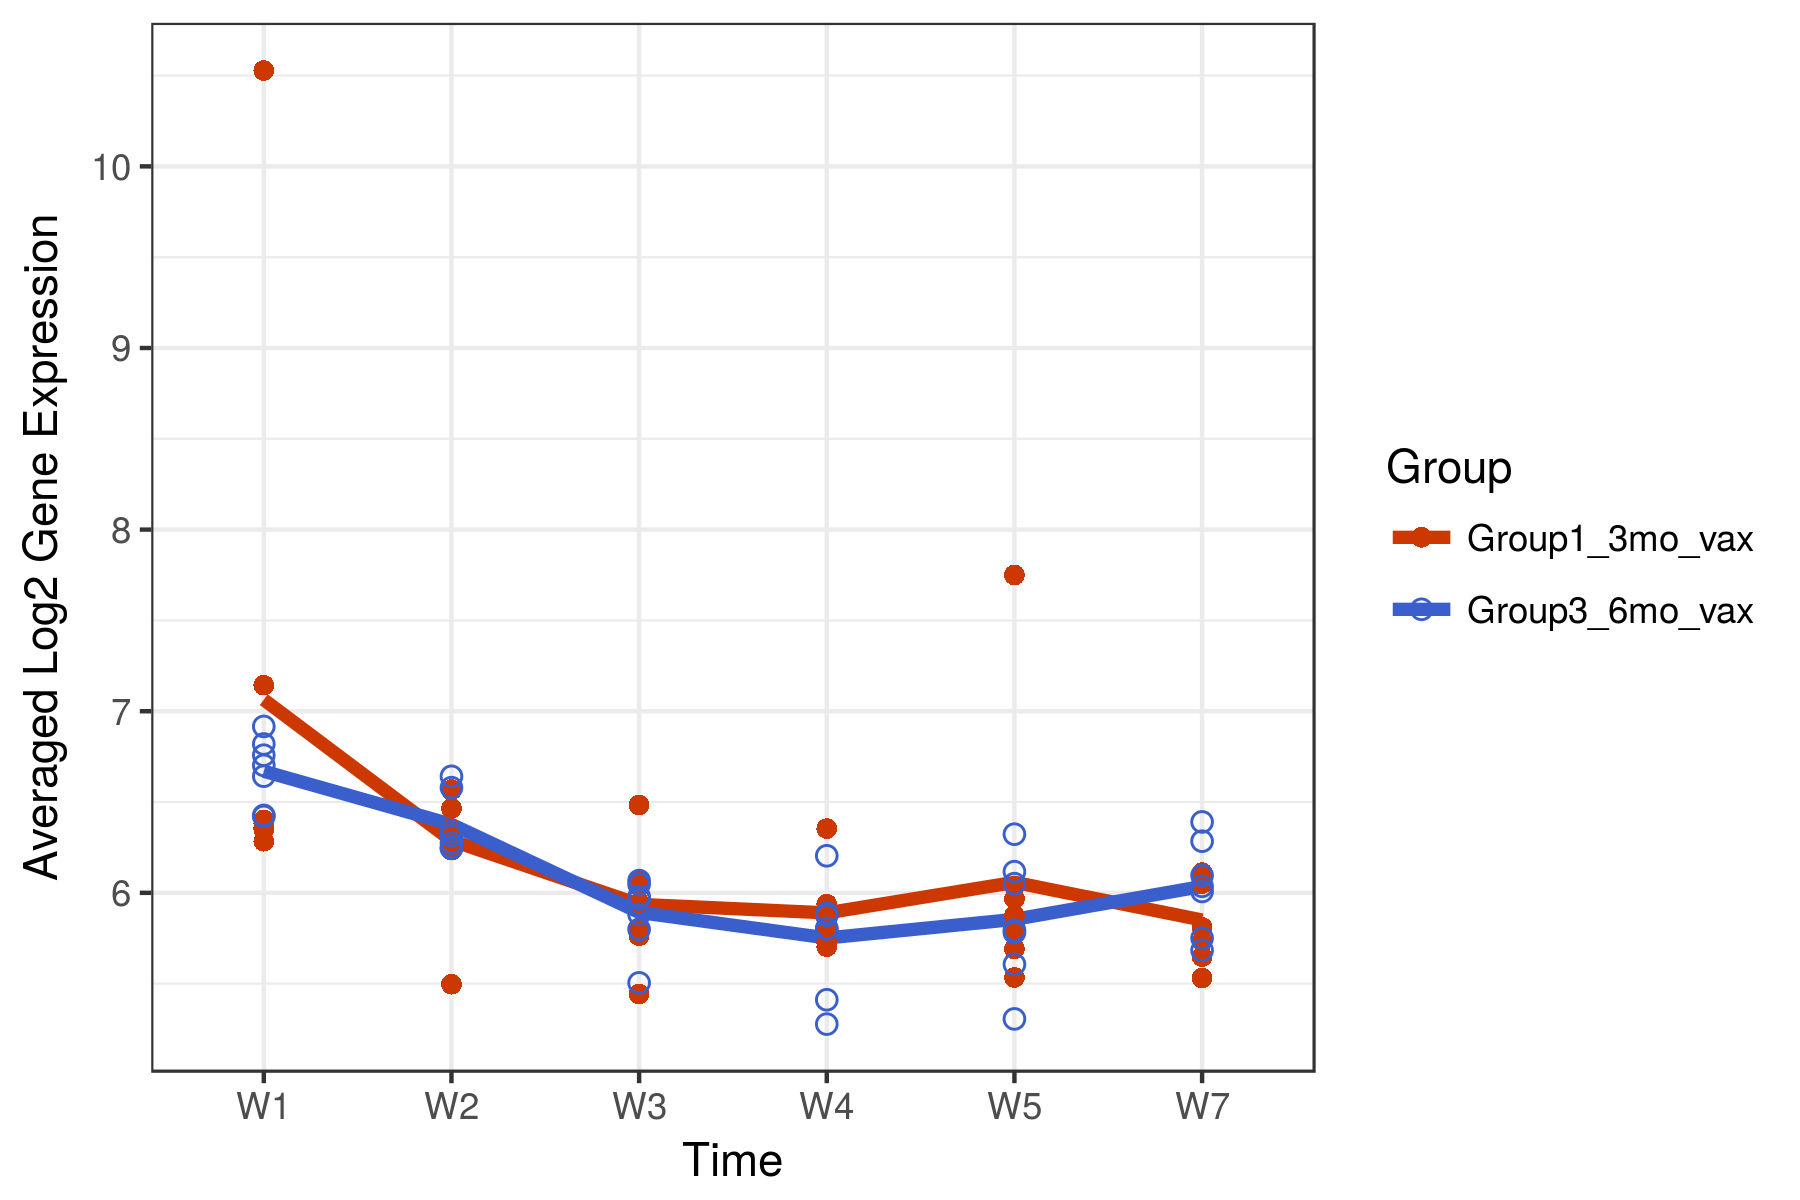 Averaged Log2 Gene Expression
10
9
8
7
6
W1 W2 W3 W4 W5 W7
Time
Group
Group1_3mo_vax
Group3_6mo_vax